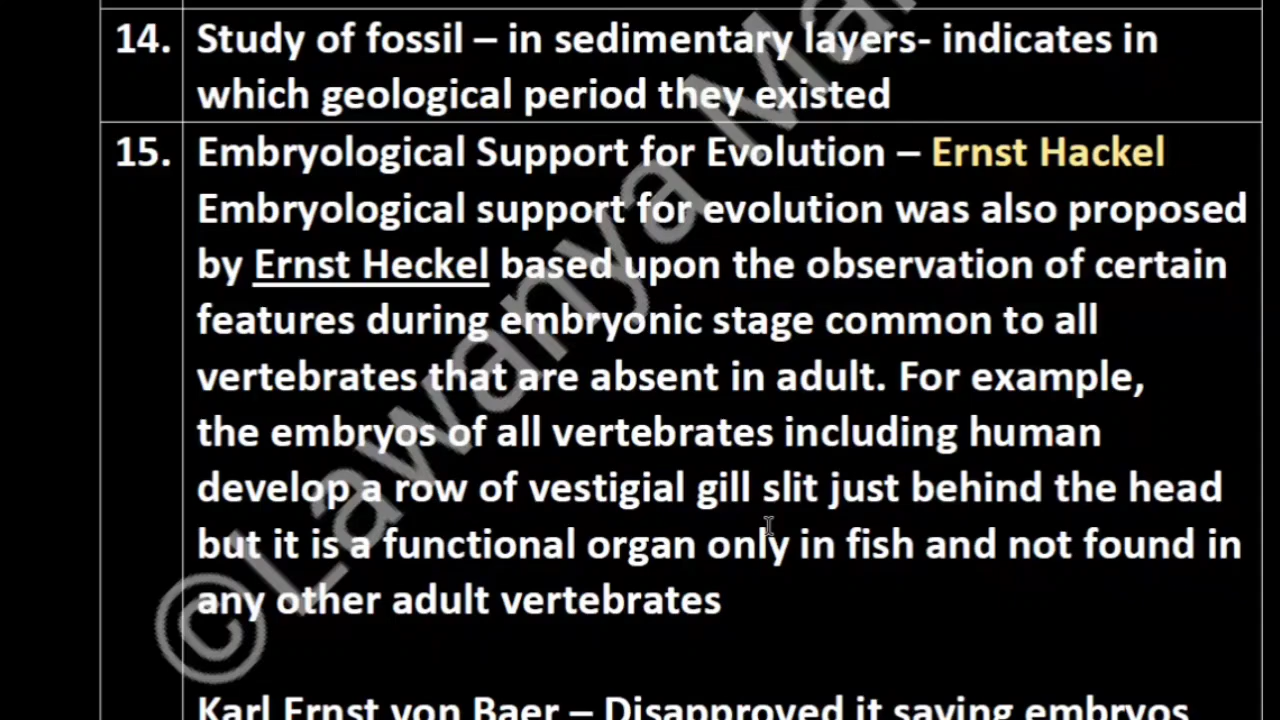 14. Study of fossil – in sedimentary layers- indicates in
which geological period they existed
15. Embryological Support for Evolution – Ernst Hackel
Embryological support for evolution was also proposed
by Ernst Heckel based upon the observation of certain
features during embryonic stage common to all
vertebrates that are absent in adult. For example,
the embryos of all vertebrates including human
develop a row of vestigial gill slit just behind the head
but it is a functional organ only in fish and not found in
any other adult vertebrates
Karl Ernst von Baer – Disapproved it saying embryos
©Lawanya Ma